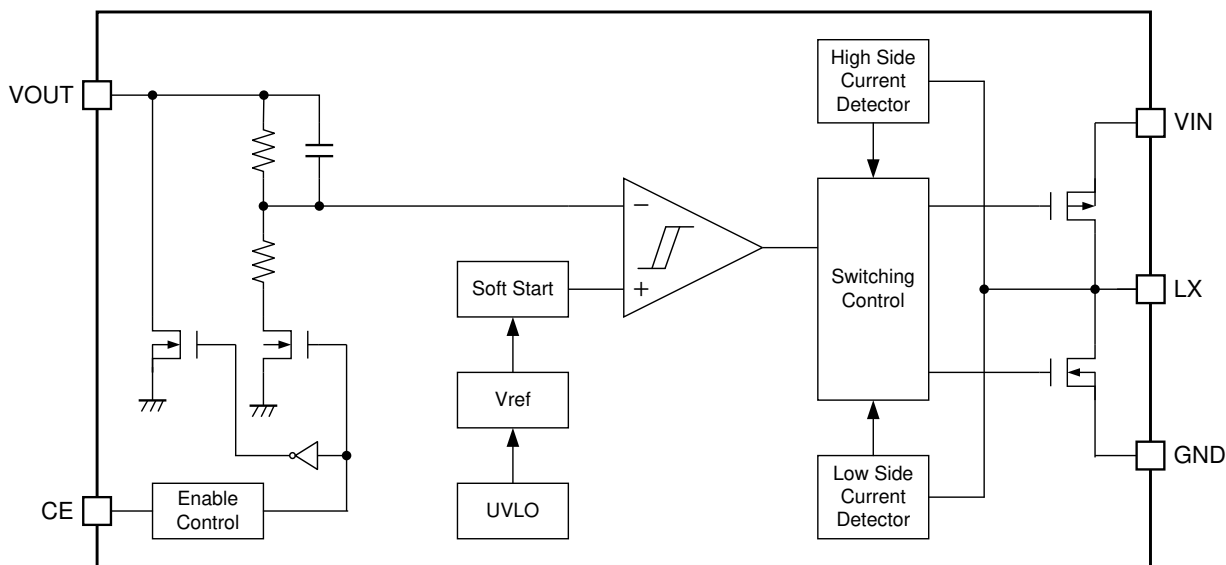 High Side
Current
Detector
VOUT
VIN
−
Soft Start
+
Switching
Control
LX
Vref
GND
CE
Enable
Control
UVLO
Low Side
Current
Detector